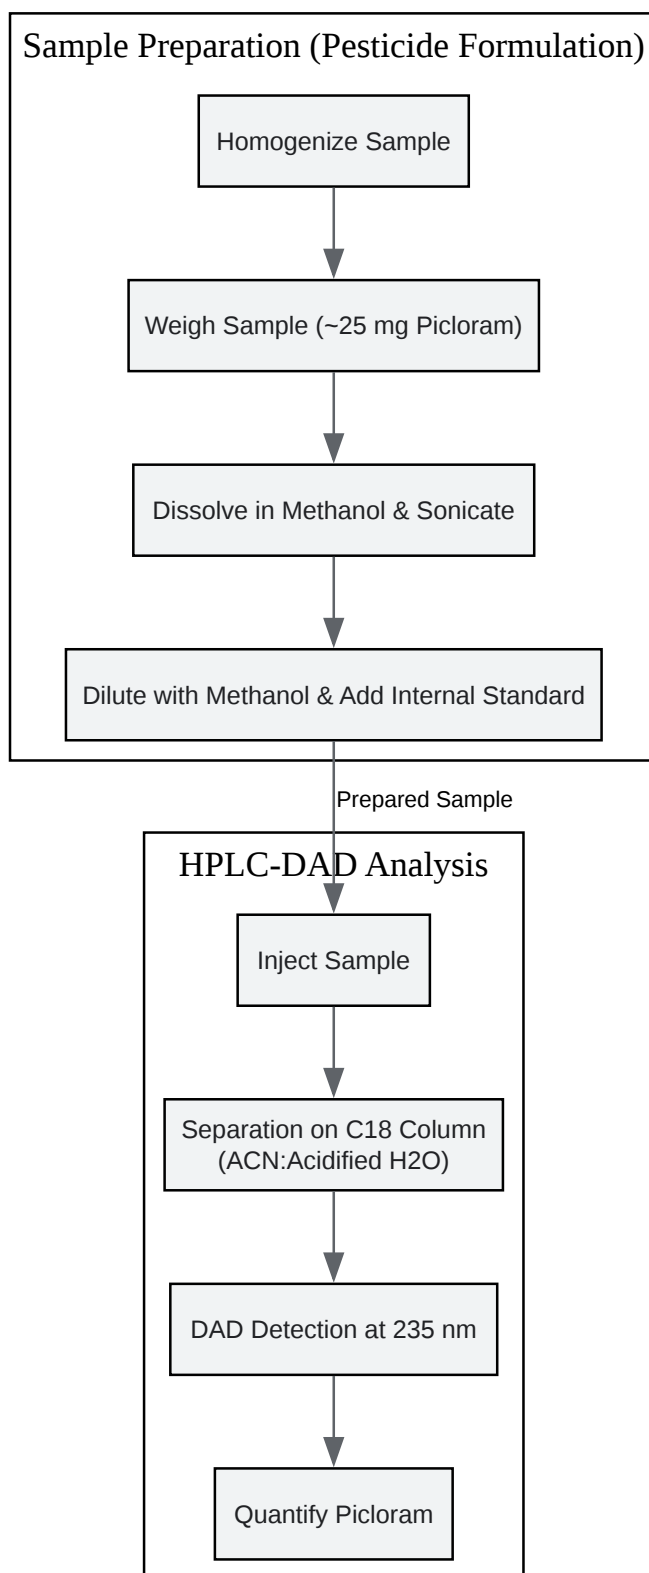 Sample Preparation (Pesticide Formulation)
Homogenize Sample
Weigh Sample (~25 mg Picloram)
Dissolve in Methanol & Sonicate
Dilute with Methanol & Add Internal Standard
Prepared Sample
HPLC-DAD Analysis
Inject Sample
Separation on C18 Column
(ACN:Acidified H2O)
DAD Detection at 235 nm
Quantify Picloram